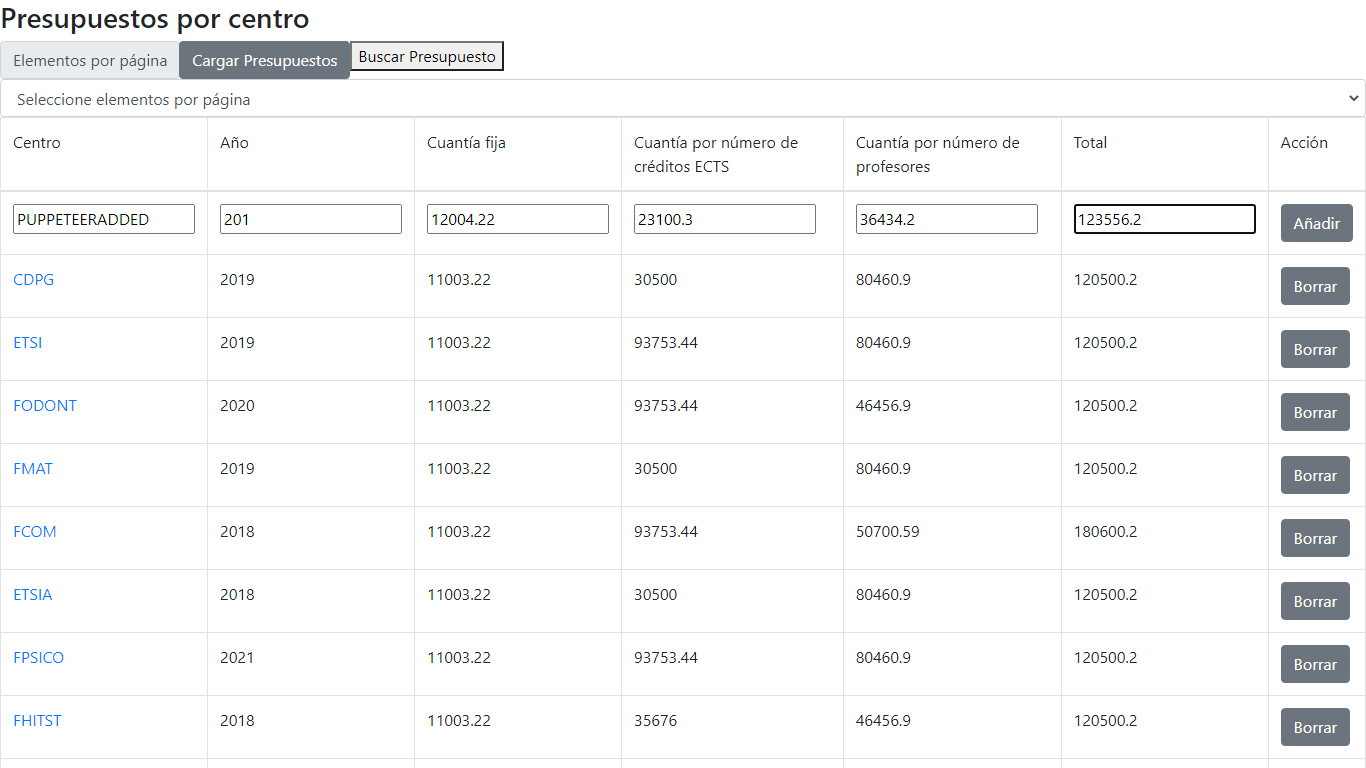 Presupuestos por centro
Elementos por página Cargar Presupuestos Buscar Presupuesto
Seleccione elementos por página
Centro Año Cuantía fija Cuantía por número de créditos ECTS Cuantía por número de profesores Total Acción
PUPPETEERADDED 201 12004.22 23100.3 36434.2 123556.2 Añadir
CDPG 2019 11003.22 30500 80460.9 120500.2 Borrar
ETSI 2019 11003.22 93753.44 80460.9 120500.2 Borrar
FODONT 2020 11003.22 93753.44 46456.9 120500.2 Borrar
FMAT 2019 11003.22 30500 80460.9 120500.2 Borrar
FCOM 2018 11003.22 93753.44 50700.59 180600.2 Borrar
ETSIA 2018 11003.22 30500 80460.9 120500.2 Borrar
FPSICO 2021 11003.22 93753.44 80460.9 120500.2 Borrar
FHITST 2018 11003.22 35676 46456.9 120500.2 Borrar